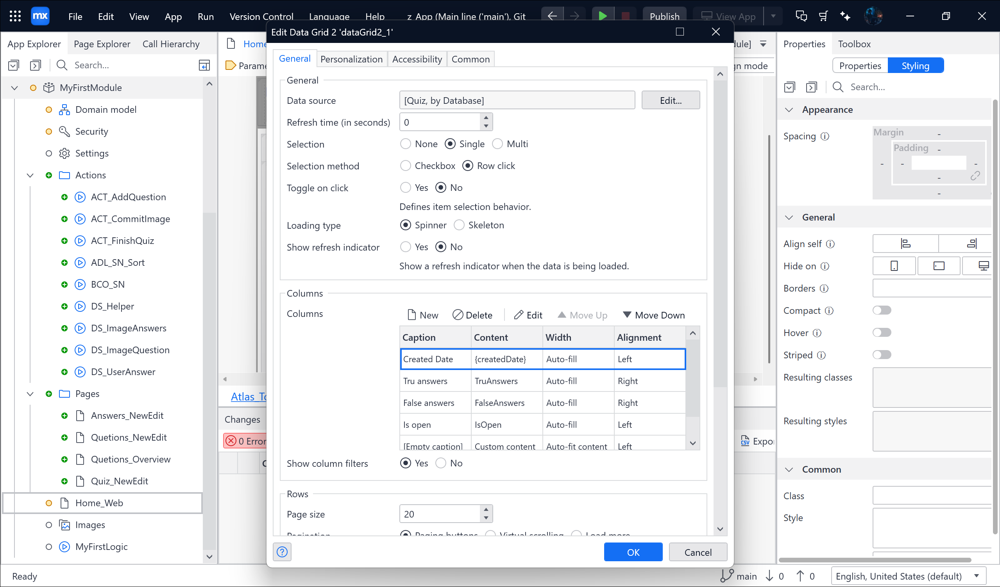 mx File Edit View App Run Version Control Language Help z_App (Main line ('main'), Git Publish View App
App Explorer Page Explorer Call Hierarchy
Search...
MyFirstModule
Domain model
Security
Settings
Actions
ACT_AddQuestion
ACT_CommitImage
ACT_FinishQuiz
ADL_SN_Sort
BCO_SN
DS_Helper
DS_ImageAnswers
DS_ImageQuestion
DS_UserAnswer
Pages
Answers_NewEdit
Quetions_NewEdit
Quetions_Overview
Quiz_NewEdit
Home_Web
Images
MyFirstLogic
Home
Parame
Atlas_To
Changes
0 Error
Edit Data Grid 2 'dataGrid2_1'
General Personalization Accessibility Common
General
Data source [Quiz, by Database] Edit...
Refresh time (in seconds) 0
Selection None Single Multi
Selection method Checkbox Row click
Toggle on click Yes No
Defines item selection behavior.
Loading type Spinner Skeleton
Show refresh indicator Yes No
Show a refresh indicator when the data is being loaded.
Columns
Columns New Delete Edit Move Up Move Down
Caption Content Width Alignment
Created Date {createdDate} Auto-fill Left
Tru answers TruAnswers Auto-fill Right
False answers FalseAnswers Auto-fill Right
Is open IsOpen Auto-fill Left
[Empty caption] Custom content Auto-fit content Left
Show column filters Yes No
Rows
Page size 20
Pagination Paging buttons Virtual scrolling Load more
? OK Cancel
dule]
gn mode
CSV Expor
Properties Toolbox
Properties Styling
Search...
Appearance
Spacing Margin -
Padding -
- - -
-
-
General
Align self
Hide on
Borders
Compact
Hover
Striped
Resulting classes
Resulting styles
Common
Class
Style
Ready main 0 0 English, United States (default)